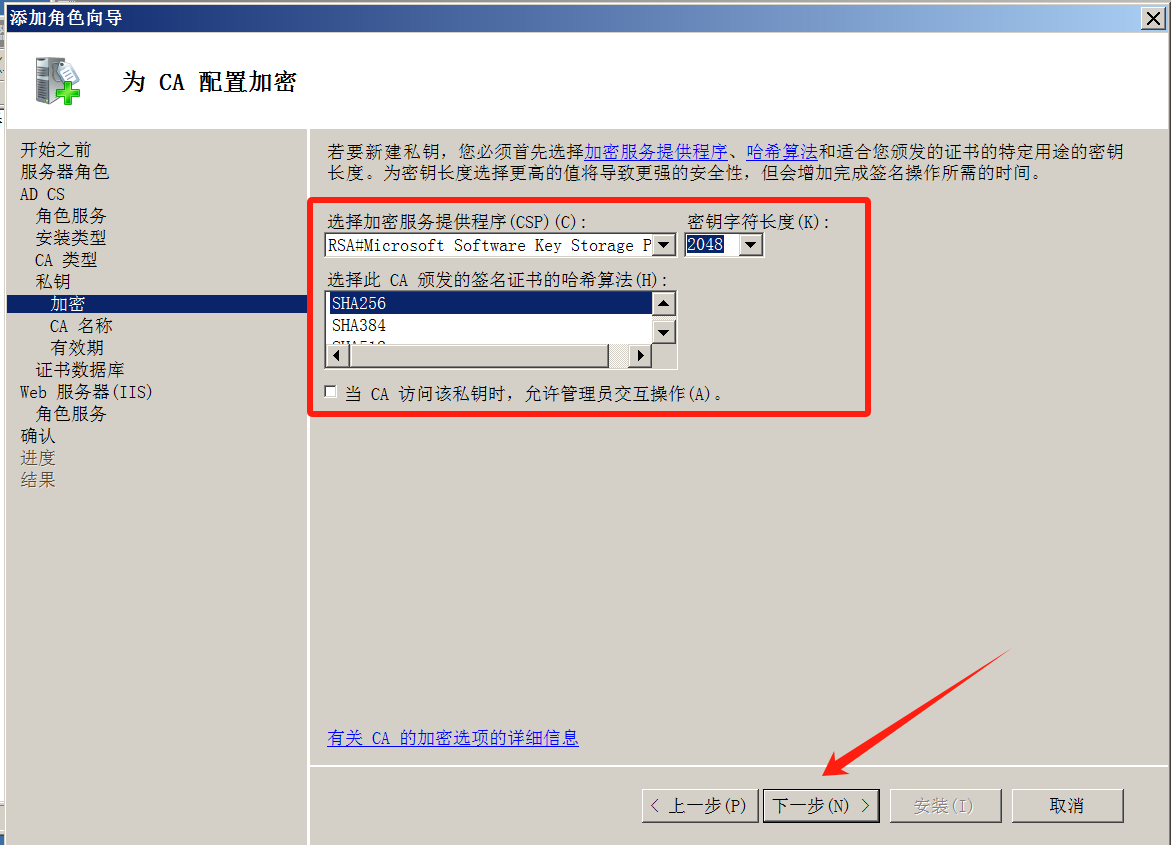 添加角色向导
为 CA 配置加密
开始之前
服务器角色
AD CS
角色服务
安装类型
CA 类型
私钥
加密
CA 名称
有效期
证书数据库
Web 服务器(IIS)
角色服务
确认
进度
结果
若要新建私钥，您必须首先选择加密服务提供程序、哈希算法和适合您颁发的证书的特定用途的密钥
长度。为密钥长度选择更高的值将导致更强的安全性，但会增加完成签名操作所需的时间。
选择加密服务提供程序(CSP)(C):
密钥字符长度(K):
RSA#Microsoft Software Key Storage P
2048
选择此 CA 颁发的签名证书的哈希算法(H):
SHA256
SHA384
当 CA 访问该私钥时，允许管理员交互操作(A)。
有关 CA 的加密选项的详细信息
< 上一步(P)
下一步(N) >
安装(I)
取消